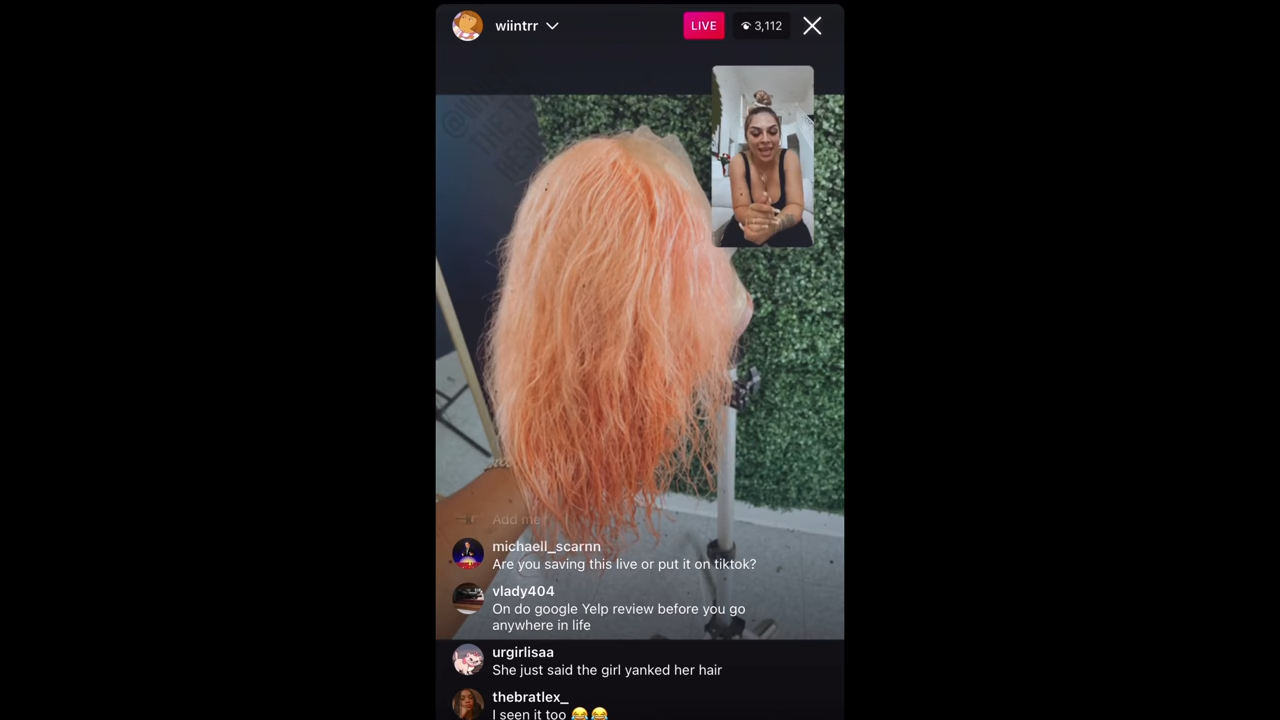 wiintrr
LIVE
3,112
Add me
michaell_scarnn
Are you saving this live or put it on tiktok?
vlady404
On do google Yelp review before you go
anywhere in life
urgirlisaa
She just said the girl yanked her hair
thebratlex_
I seen it too 😂😂